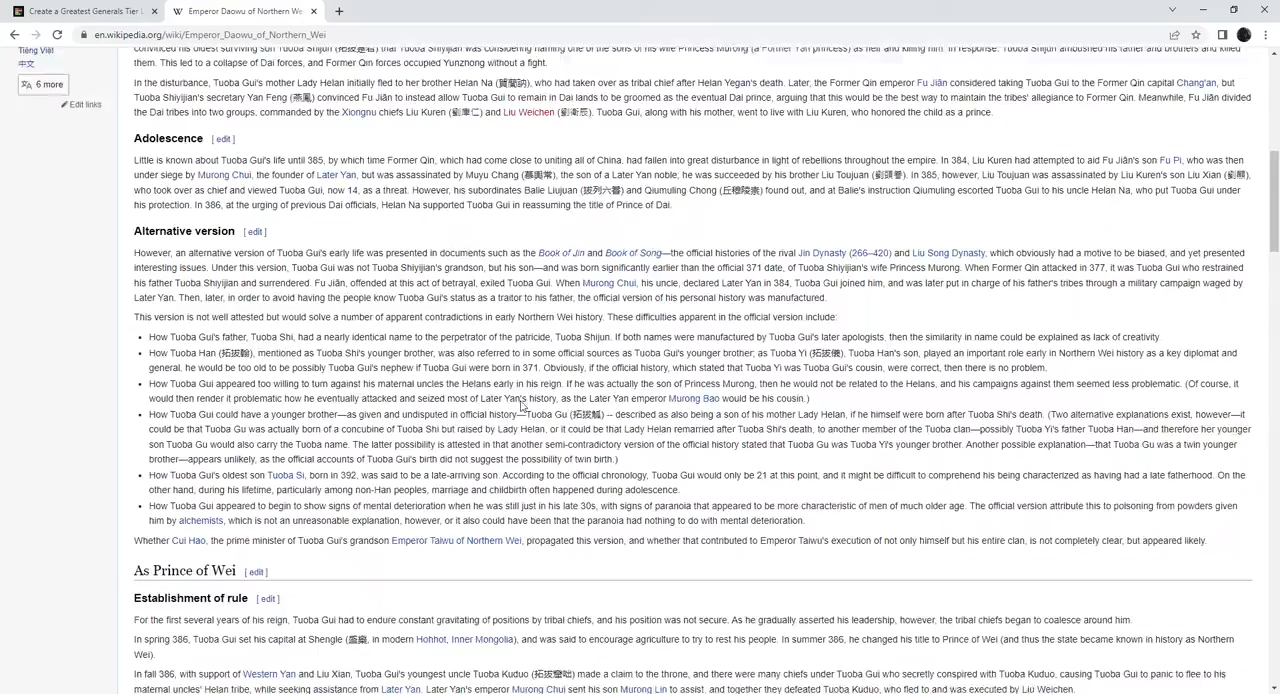 Create a Greatest Generals Tier L
Emperor Daowu of Northern We
en.wikipedia.org/wiki/Emperor_Daowu_of_Northern_Wei
Tiếng Việt
中文
6 more
Edit links
convinced his oldest surviving son Tuoba Shijun (拓拔寔君) that Tuoba Shiyijian was considering naming one of the sons of his wife Princess Murong (a Former Yan princess) as heir and killing him. In response, Tuoba Shijun ambushed his father and brothers and killed
them. This led to a collapse of Dai forces, and Former Qin forces occupied Yunzhong without a fight.
In the disturbance, Tuoba Gui's mother Lady Helan initially fled to her brother Helan Na (賀蘭訥), who had taken over as tribal chief after Helan Yegan's death. Later, the Former Qin emperor Fu Jiān considered taking Tuoba Gui to the Former Qin capital Chang'an, but
Tuoba Shiyijian's secretary Yan Feng (燕鳳) convinced Fu Jiān to instead allow Tuoba Gui to remain in Dai lands to be groomed as the eventual Dai prince, arguing that this would be the best way to maintain the tribes' allegiance to Former Qin. Meanwhile, Fu Jiān divided
the Dai tribes into two groups, commanded by the Xiongnu chiefs Liu Kuren (劉庫仁) and Liu Weichen (劉衛辰). Tuoba Gui, along with his mother, went to live with Liu Kuren, who honored the child as a prince.
Adolescence [ edit ]
Little is known about Tuoba Gui's life until 385, by which time Former Qin, which had come close to uniting all of China, had fallen into great disturbance in light of rebellions throughout the empire. In 384, Liu Kuren had attempted to aid Fu Jiān's son Fu Pi, who was then
under siege by Murong Chui, the founder of Later Yan, but was assassinated by Muyu Chang (慕輿常), the son of a Later Yan noble; he was succeeded by his brother Liu Toujuan (劉頭眷). In 385, however, Liu Toujuan was assassinated by Liu Kuren's son Liu Xian (劉顯),
who took over as chief and viewed Tuoba Gui, now 14, as a threat. However, his subordinates Balie Liujuan (拔列六眷) and Qiumuling Chong (丘穆陵崇) found out, and at Balie's instruction Qiumuling escorted Tuoba Gui to his uncle Helan Na, who put Tuoba Gui under
his protection. In 386, at the urging of previous Dai officials, Helan Na supported Tuoba Gui in reassuming the title of Prince of Dai.
Alternative version [ edit ]
However, an alternative version of Tuoba Gui's early life was presented in documents such as the Book of Jin and Book of Song—the official histories of the rival Jin Dynasty (266–420) and Liu Song Dynasty, which obviously had a motive to be biased, and yet presented
interesting issues. Under this version, Tuoba Gui was not Tuoba Shiyijian's grandson, but his son—and was born significantly earlier than the official 371 date, of Tuoba Shiyijian's wife Princess Murong. When Former Qin attacked in 377, it was Tuoba Gui who restrained
his father Tuoba Shiyijian and surrendered. Fu Jiān, offended at this act of betrayal, exiled Tuoba Gui. When Murong Chui, his uncle, declared Later Yan in 384, Tuoba Gui joined him, and was later put in charge of his father's tribes through a military campaign waged by
Later Yan. Then, later, in order to avoid having the people know Tuoba Gui's status as a traitor to his father, the official version of his personal history was manufactured.
This version is not well attested but would solve a number of apparent contradictions in early Northern Wei history. These difficulties apparent in the official version include:
• How Tuoba Gui's father, Tuoba Shi, had a nearly identical name to the perpetrator of the patricide, Tuoba Shijun. If both names were manufactured by Tuoba Gui's later apologists, then the similarity in name could be explained as lack of creativity.
• How Tuoba Han (拓跋翰), mentioned as Tuoba Shi's younger brother, was also referred to in some official sources as Tuoba Gui's younger brother; as Tuoba Yi (拓拔儀), Tuoba Han's son, played an important role early in Northern Wei history as a key diplomat and
general, he would be too old to be possibly Tuoba Gui's nephew if Tuoba Gui were born in 371. Obviously, if the official history, which stated that Tuoba Yi was Tuoba Gui's cousin, were correct, then there is no problem.
• How Tuoba Gui appeared too willing to turn against his maternal uncles the Helans early in his reign. If he was actually the son of Princess Murong, then he would not be related to the Helans, and his campaigns against them seemed less problematic. (Of course, it
would then render it problematic how he eventually attacked and seized most of Later Yan's history, as the Later Yan emperor Murong Bao would be his cousin.)
• How Tuoba Gui could have a younger brother—as given and undisputed in official history—Tuoba Gu (拓拔觚) -- described as also being a son of his mother Lady Helan, if he himself were born after Tuoba Shi's death. (Two alternative explanations exist, however—it
could be that Tuoba Gu was actually born of a concubine of Tuoba Shi but raised by Lady Helan, or it could be that Lady Helan remarried after Tuoba Shi's death, to another member of the Tuoba clan—possibly Tuoba Yi's father Tuoba Han—and therefore her younger
son Tuoba Gu would also carry the Tuoba name. The latter possibility is attested in that another semi-contradictory version of the official history stated that Tuoba Gu was Tuoba Yi's younger brother. Another possible explanation—that Tuoba Gu was a twin younger
brother—appears unlikely, as the official accounts of Tuoba Gui's birth did not suggest the possibility of twin birth.)
• How Tuoba Gui's oldest son Tuoba Si, born in 392, was said to be a late-arriving son. According to the official chronology, Tuoba Gui would only be 21 at this point, and it might be difficult to comprehend his being characterized as having had a late fatherhood. On the
other hand, during his lifetime, particularly among non-Han peoples, marriage and childbirth often happened during adolescence.
• How Tuoba Gui appeared to begin to show signs of mental deterioration when he was still just in his late 30s, with signs of paranoia that appeared to be more characteristic of men of much older age. The official version attribute this to poisoning from powders given
him by alchemists, which is not an unreasonable explanation, however, or it also could have been that the paranoia had nothing to do with mental deterioration.
Whether Cui Hao, the prime minister of Tuoba Gui's grandson Emperor Taiwu of Northern Wei, propagated this version, and whether that contributed to Emperor Taiwu's execution of not only himself but his entire clan, is not completely clear, but appeared likely.
As Prince of Wei [ edit ]
Establishment of rule [ edit ]
For the first several years of his reign, Tuoba Gui had to endure constant gravitating of positions by tribal chiefs, and his position was not secure. As he gradually asserted his leadership, however, the tribal chiefs began to coalesce around him.
In spring 386, Tuoba Gui set his capital at Shengle (盛樂, in modern Hohhot, Inner Mongolia), and was said to encourage agriculture to try to rest his people. In summer 386, he changed his title to Prince of Wei (and thus the state became known in history as Northern
Wei).
In fall 386, with support of Western Yan and Liu Xian, Tuoba Gui's youngest uncle Tuoba Kuduo (拓跋窟咄) made a claim to the throne, and there were many chiefs under Tuoba Gui who secretly conspired with Tuoba Kuduo, causing Tuoba Gui to panic to flee to his
maternal uncles' Helan tribe, while seeking assistance from Later Yan. Later Yan's emperor Murong Chui sent his son Murong Lin to assist, and together they defeated Tuoba Kuduo, who fled to and was executed by Liu Weichen.